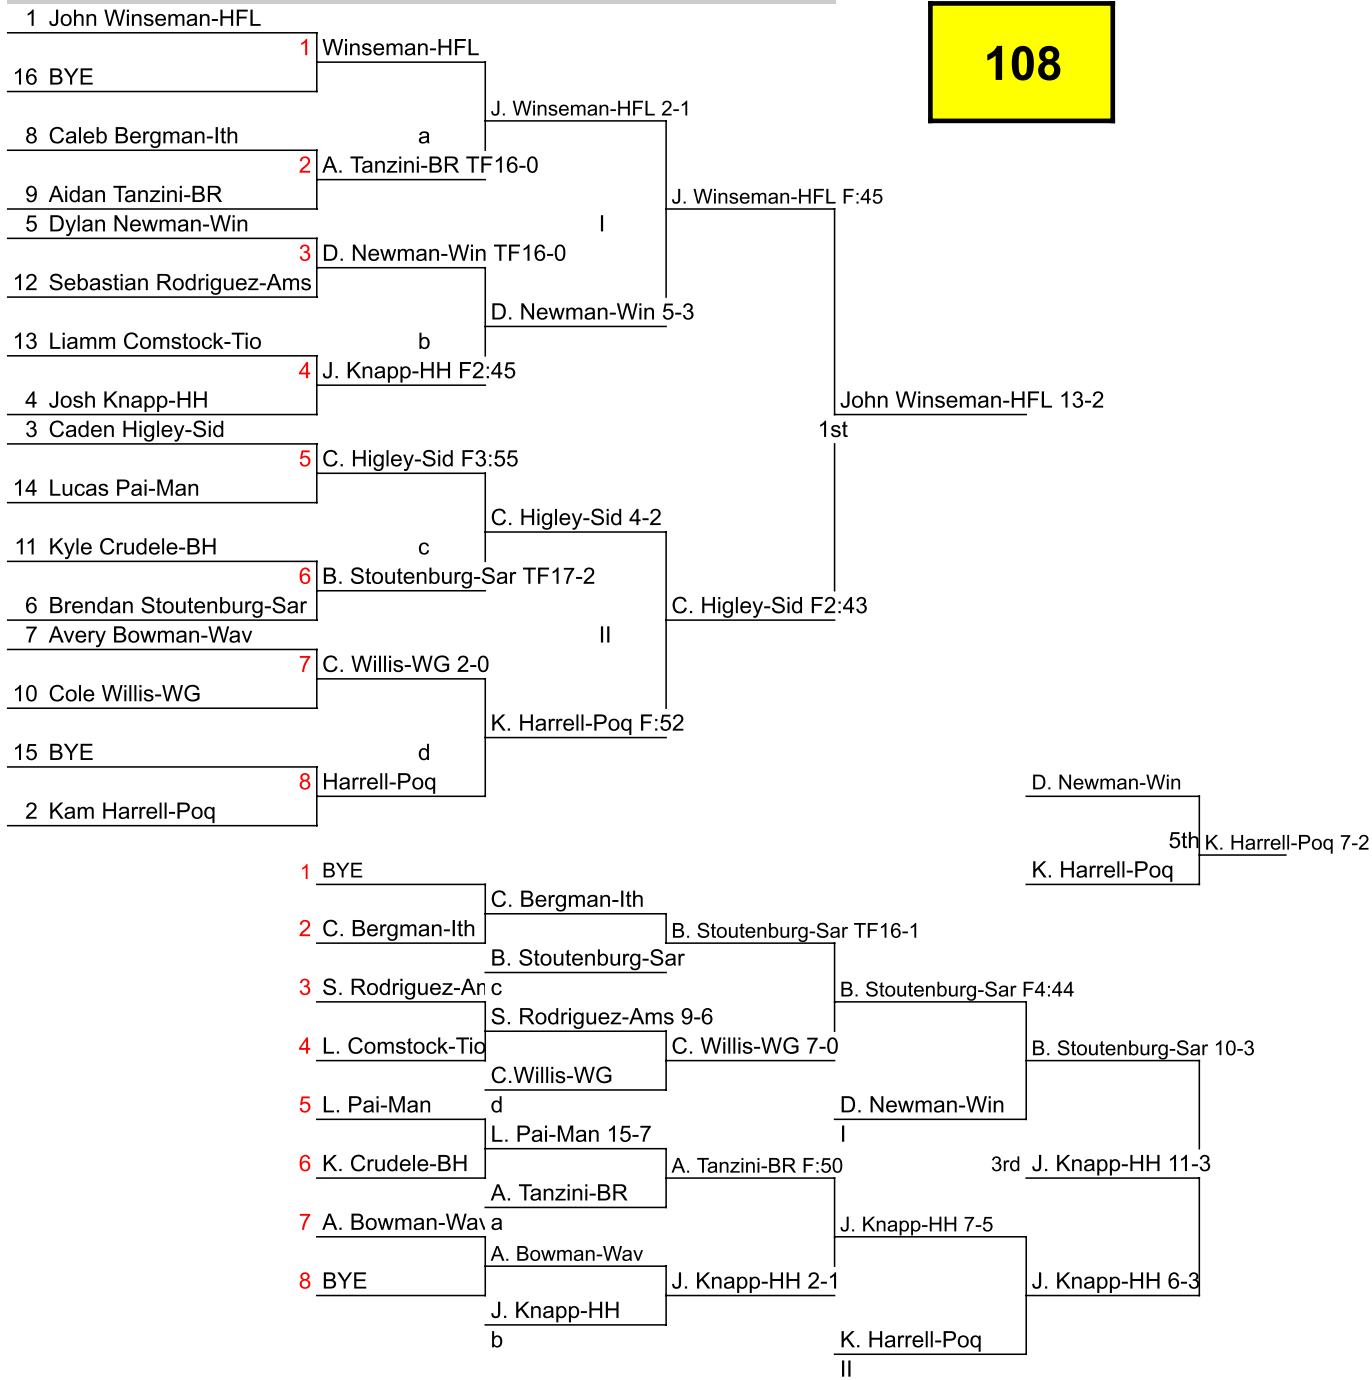 1 John Winseman-HFL
108
1 Winseman-HFL
16 BYE
J. Winseman-HFL 2-1
8 Caleb Bergman-Ith
a
2 A. Tanzini-BR TF16-0
9 Aidan Tanzini-BR
J. Winseman-HFL F:45
5 Dylan Newman-Win
I
3 D. Newman-Win TF16-0
12 Sebastian Rodriguez-Ams
D. Newman-Win 5-3
13 Liamm Comstock-Tio
b
4 J. Knapp-HH F2:45
4 Josh Knapp-HH
John Winseman-HFL 13-2
3 Caden Higley-Sid
1st
5 C. Higley-Sid F3:55
14 Lucas Pai-Man
C. Higley-Sid 4-2
11 Kyle Crudele-BH
c
6 B. Stoutenburg-Sar TF17-2
6 Brendan Stoutenburg-Sar
C. Higley-Sid F2:43
7 Avery Bowman-Wav
II
7 C. Willis-WG 2-0
10 Cole Willis-WG
K. Harrell-Poq F:52
15 BYE
d
8 Harrell-Poq
D. Newman-Win
2 Kam Harrell-Poq
5th K. Harrell-Poq 7-2
1 BYE
K. Harrell-Poq
C. Bergman-Ith
2 C. Bergman-Ith
B. Stoutenburg-Sar TF16-1
B. Stoutenburg-Sar
3 S. Rodriguez-An c
B. Stoutenburg-Sar F4:44
S. Rodriguez-Ams 9-6
4 L. Comstock-Tio
C. Willis-WG 7-0
B. Stoutenburg-Sar 10-3
C.Willis-WG
5 L. Pai-Man
d
D. Newman-Win
L. Pai-Man 15-7
I
6 K. Crudele-BH
A. Tanzini-BR F:50
3rd J. Knapp-HH 11-3
A. Tanzini-BR
7 A. Bowman-Wav a
J. Knapp-HH 7-5
A. Bowman-Wav
8 BYE
J. Knapp-HH 2-1
J. Knapp-HH 6-3
J. Knapp-HH
b
K. Harrell-Poq
II